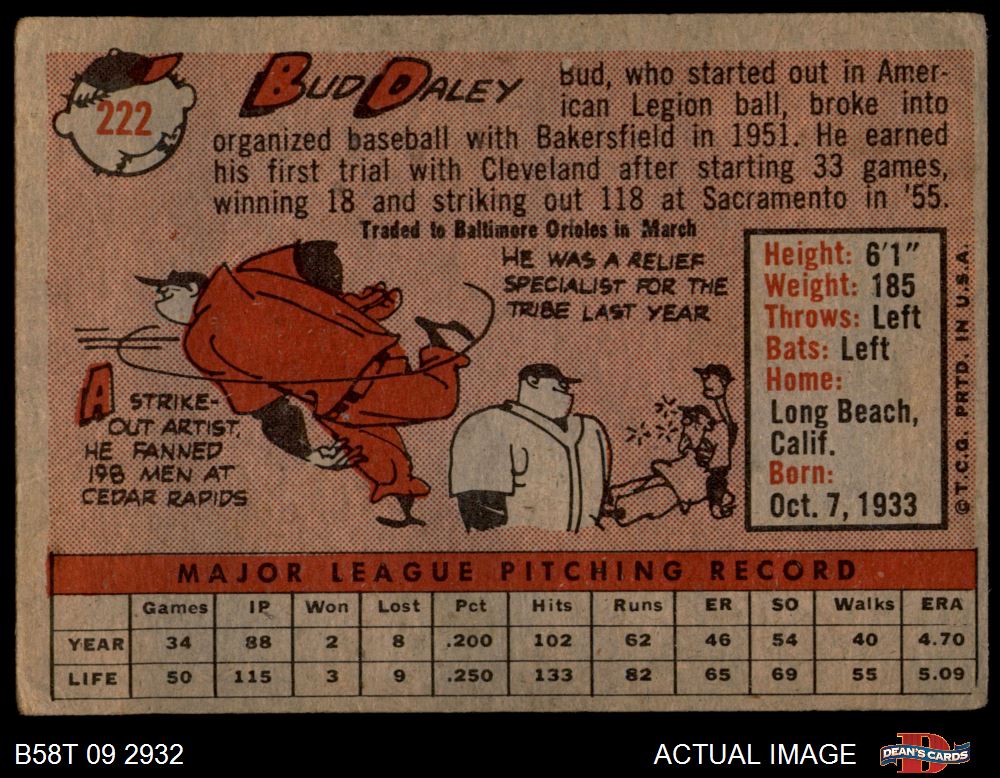 222
BUD DALEY
Bud, who started out in Amer-
ican Legion ball, broke into
organized baseball with Bakersfield in 1951. He earned
his first trial with Cleveland after starting 33 games,
winning 18 and striking out 118 at Sacramento in '55.
Traded to Baltimore Orioles in March
HE WAS A RELIEF
SPECIALIST FOR THE
TRIBE LAST YEAR
A STRIKE-
OUT ARTIST,
HE FANNED
198 MEN AT
CEDAR RAPIDS
Height: 6'1"
Weight: 185
Throws: Left
Bats: Left
Home:
Long Beach,
Calif.
Born:
Oct. 7, 1933
© T.C.G. PRTD. IN U.S.A.
MAJOR LEAGUE PITCHING RECORD
Games IP Won Lost Pct Hits Runs ER SO Walks ERA
YEAR 34 88 2 8 .200 102 62 46 54 40 4.70
LIFE 50 115 3 9 .250 133 82 65 69 55 5.09
B58T 09 2932
ACTUAL IMAGE
D
DEAN'S CARDS